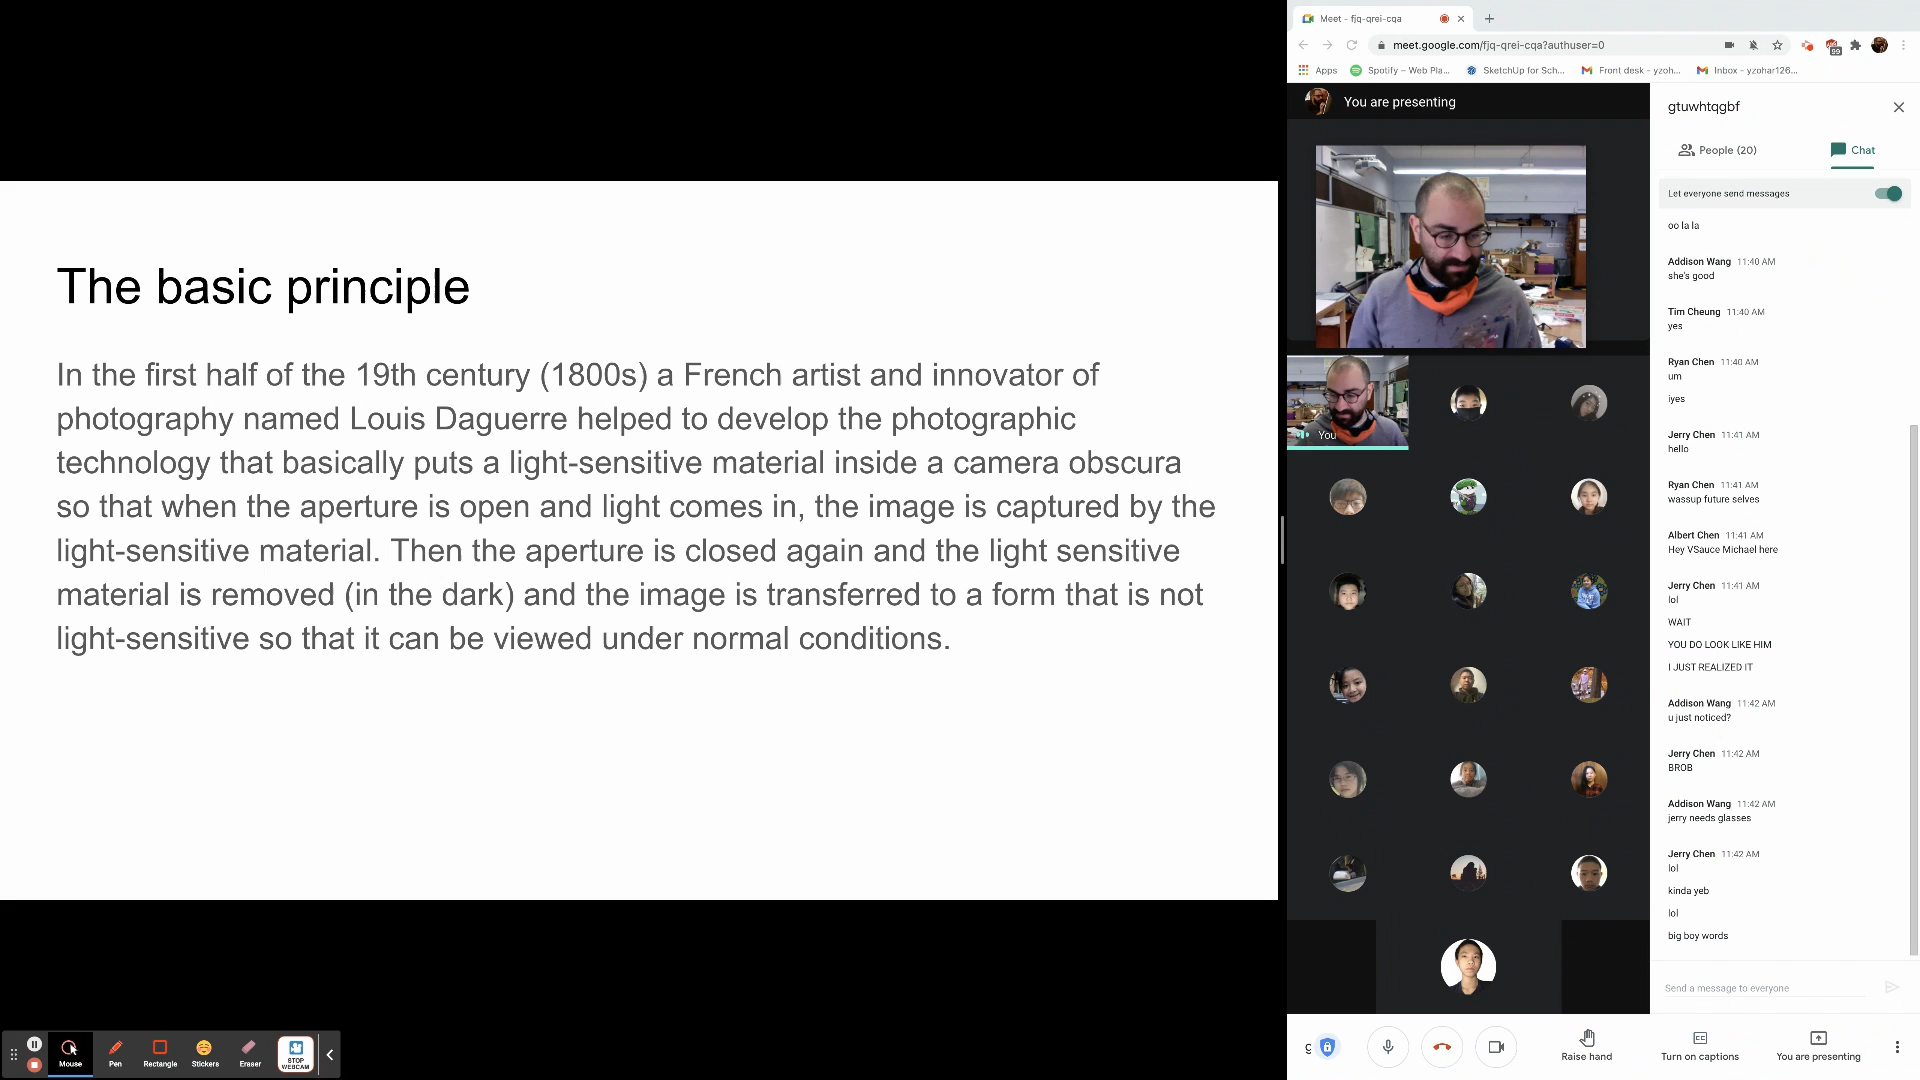 The basic principle
In the first half of the 19th century (1800s) a French artist and innovator of
photography named Louis Daguerre helped to develop the photographic
technology that basically puts a light-sensitive material inside a camera obscura
so that when the aperture is open and light comes in, the image is captured by the
light-sensitive material. Then the aperture is closed again and the light sensitive
material is removed (in the dark) and the image is transferred to a form that is not
light-sensitive so that it can be viewed under normal conditions.
Mouse
Pen
Rectangle
Stickers
Eraser
STOP
WEBCAM
Meet - fjq-qrei-cqa
meet.google.com/fjq-qrei-cqa?authuser=0
99
Apps
Spotify – Web Pla...
SketchUp for Sch...
Front desk - yzoh...
Inbox - yzohar126...
You are presenting
You
gtuwhtqgbf
People (20)
Chat
Let everyone send messages
oo la la
Addison Wang 11:40 AM
she's good
Tim Cheung 11:40 AM
yes
Ryan Chen 11:40 AM
um
iyes
Jerry Chen 11:41 AM
hello
Ryan Chen 11:41 AM
wassup future selves
Albert Chen 11:41 AM
Hey VSauce Michael here
Jerry Chen 11:41 AM
lol
WAIT
YOU DO LOOK LIKE HIM
I JUST REALIZED IT
Addison Wang 11:42 AM
u just noticed?
Jerry Chen 11:42 AM
BROB
Addison Wang 11:42 AM
jerry needs glasses
Jerry Chen 11:42 AM
lol
kinda yeb
lol
big boy words
Send a message to everyone
g
Raise hand
Turn on captions
You are presenting